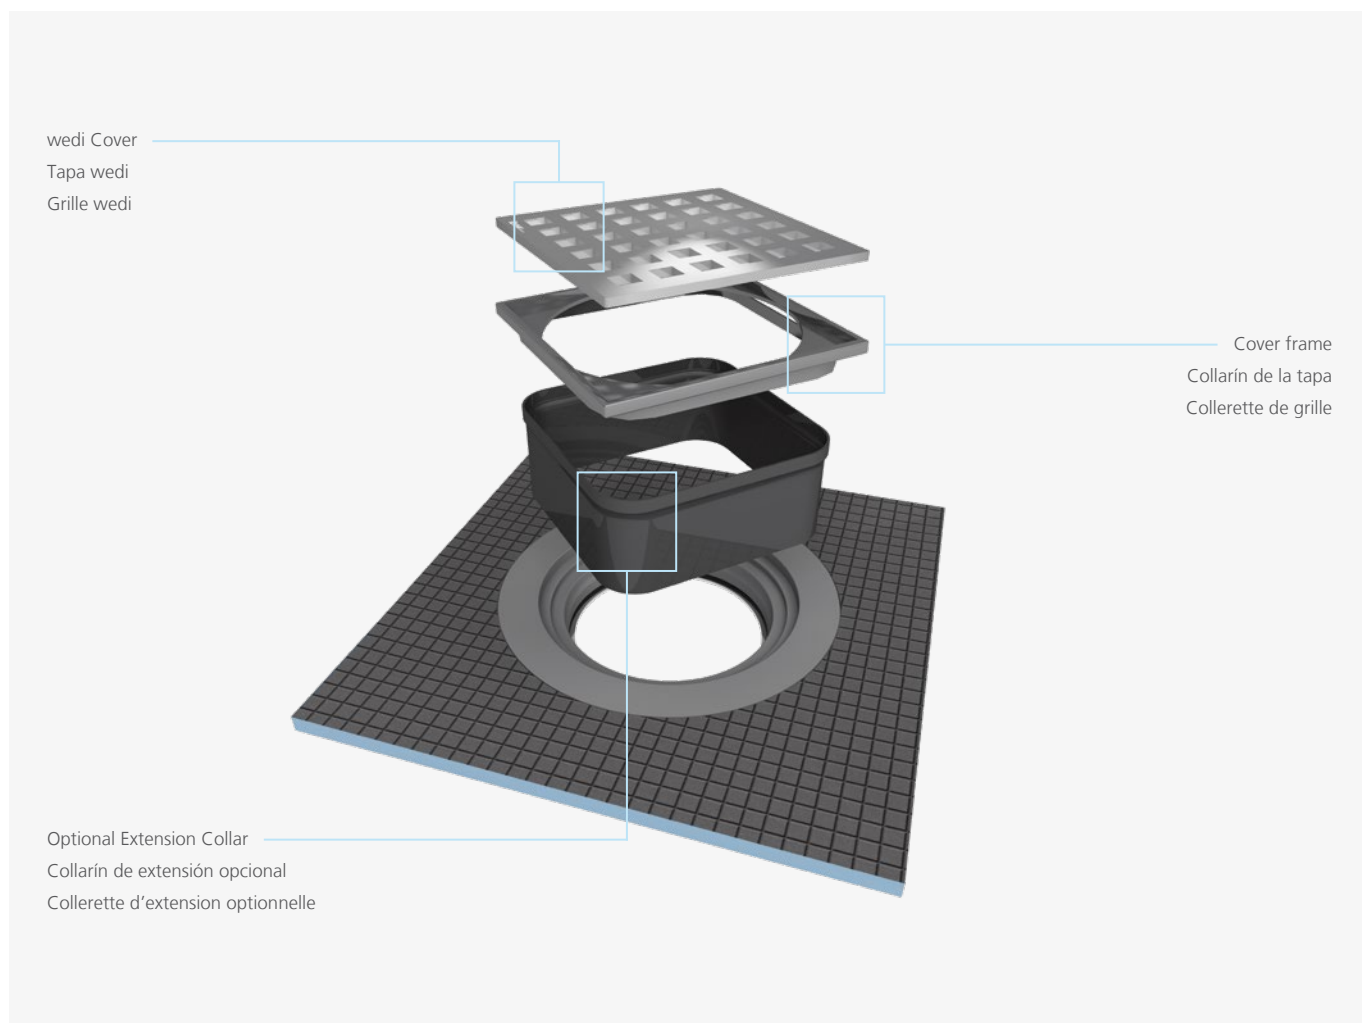 wedi Cover
Tapa wedi
Grille wedi
Cover frame
Collarín de la tapa
Collerette de grille
Optional Extension Collar
Collarín de extensión opcional
Collerette d’extension optionnelle